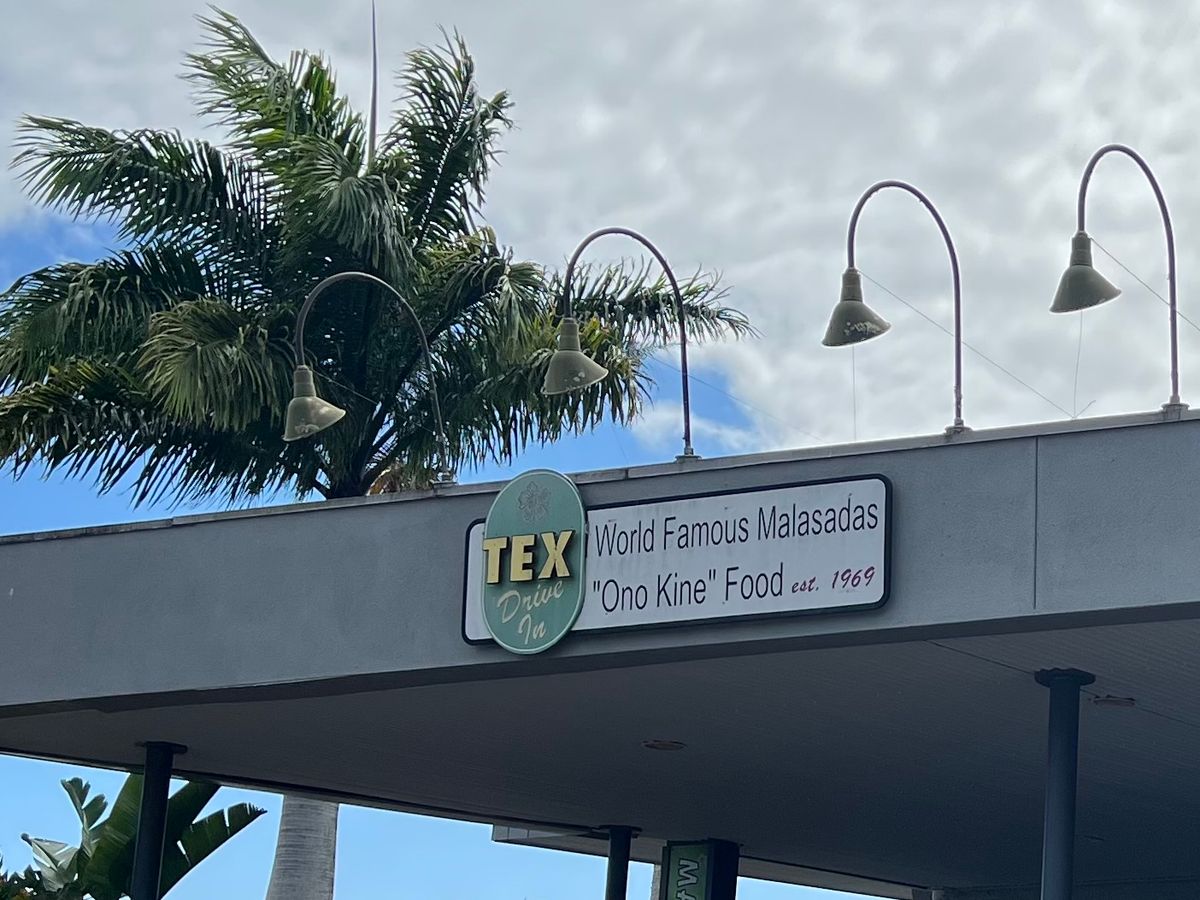 TEX
Drive
In
World Famous Malasadas
"Ono Kine" Food est. 1969